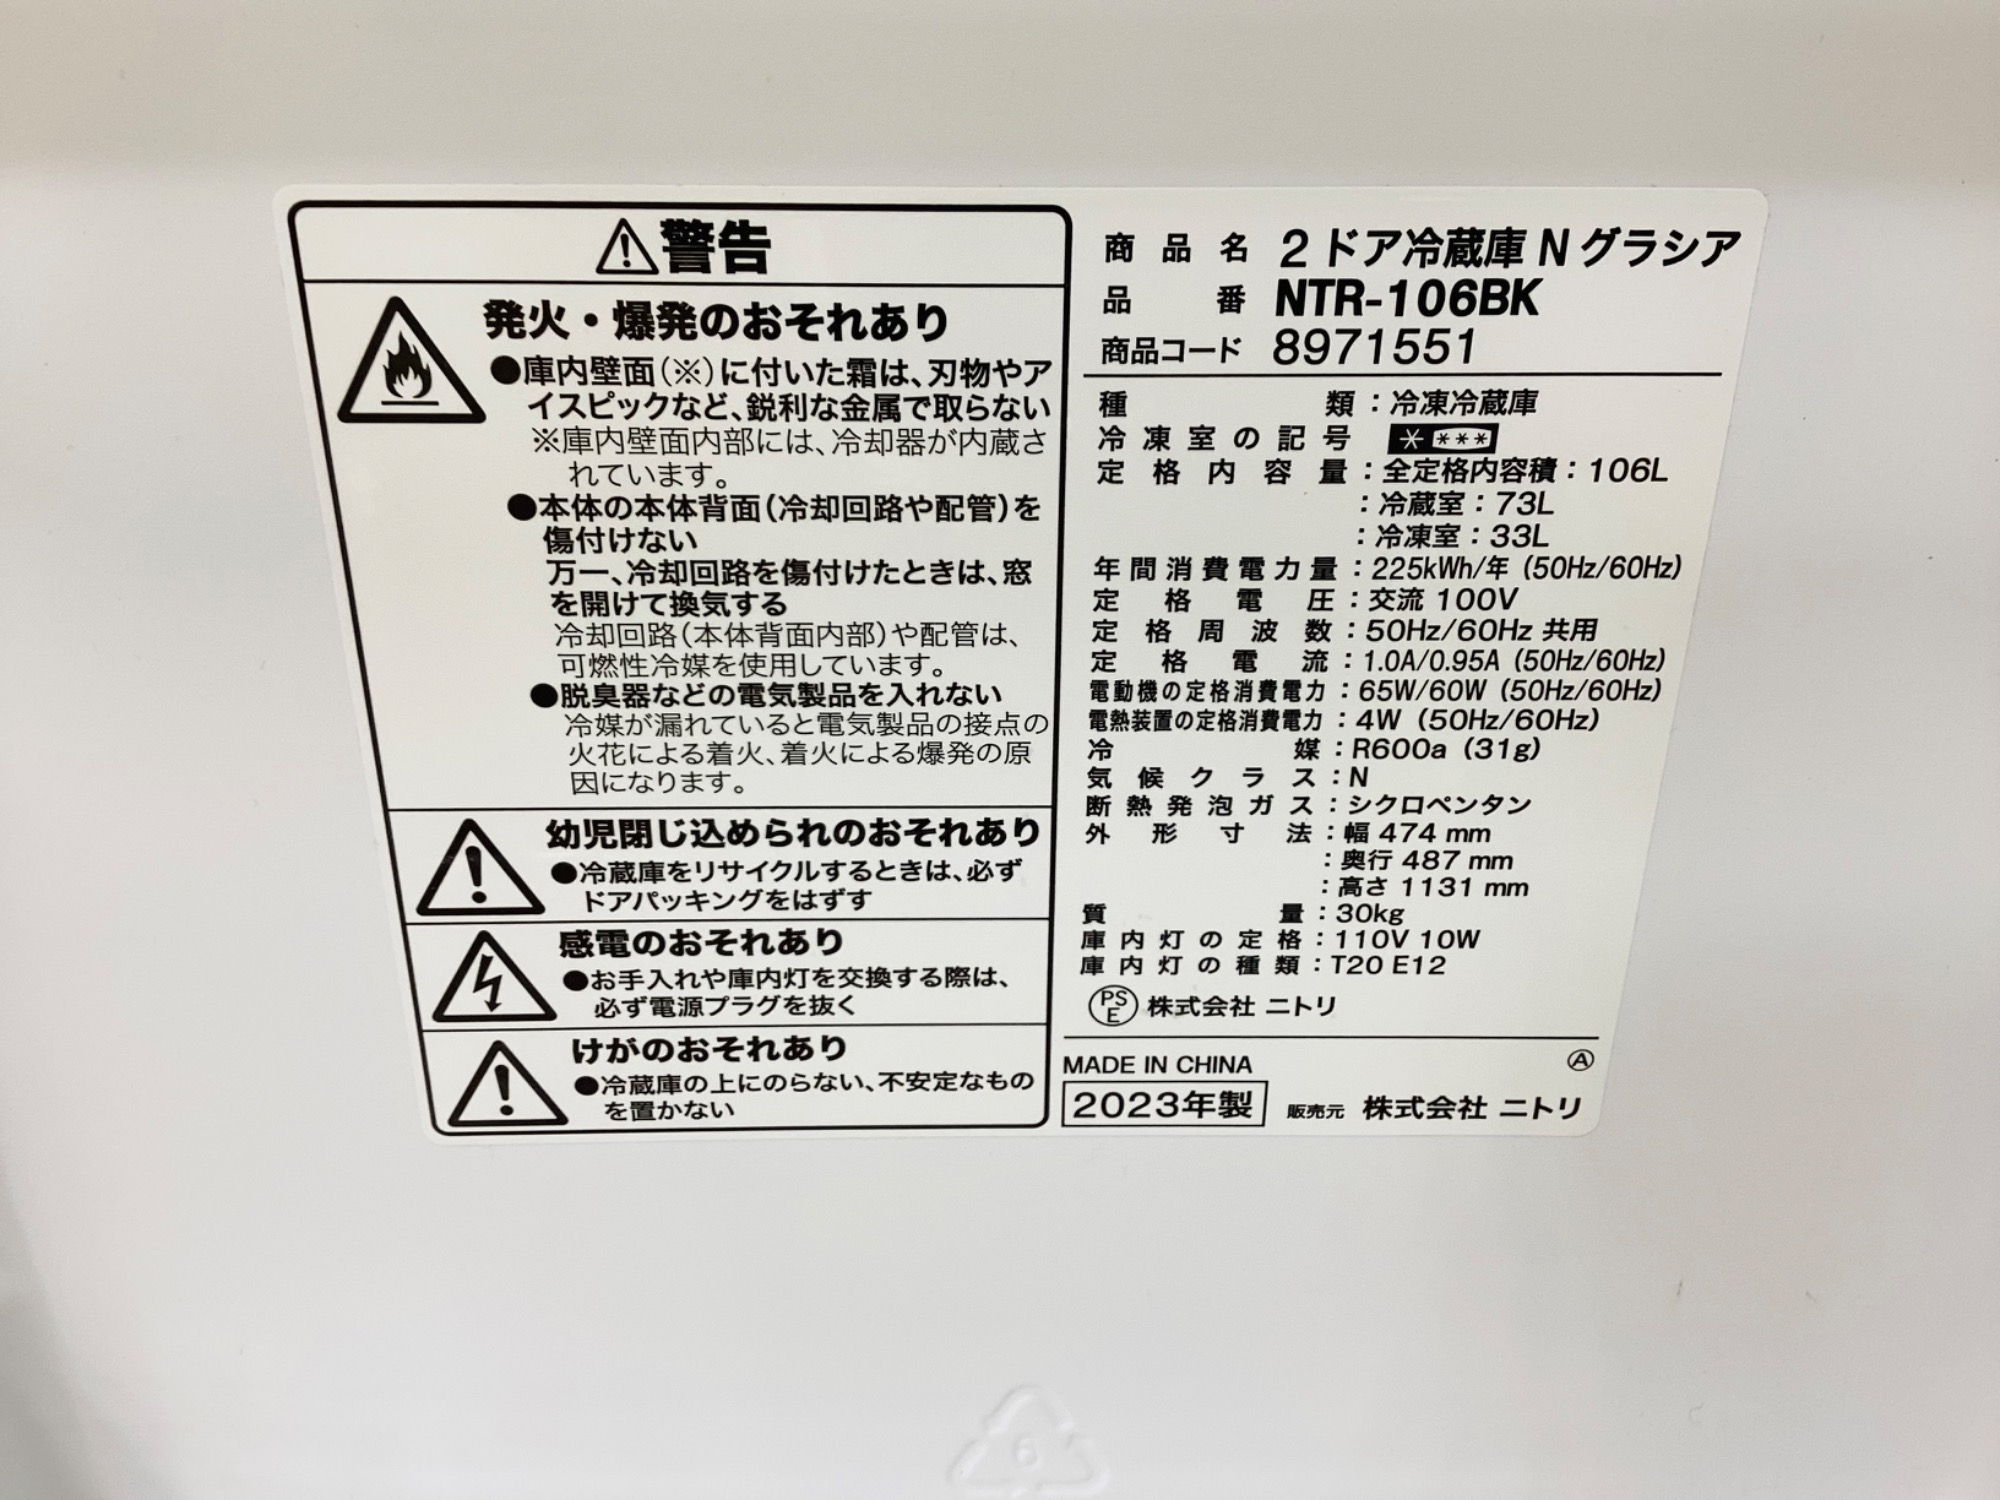 警告
発火・爆発のおそれあり
●庫内壁面(※)に付いた霜は、刃物やア
イスピックなど、鋭利な金属で取らない
※庫内壁面内部には、冷却器が内蔵さ
れています。
●本体の本体背面(冷却回路や配管)を
傷付けない
万一、冷却回路を傷付けたときは、窓
を開けて換気する
冷却回路(本体背面内部)や配管は、
可燃性冷媒を使用しています。
●脱臭器などの電気製品を入れない
冷媒が漏れていると電気製品の接点の
火花による着火、着火による爆発の原
因になります。
幼児閉じ込められのおそれあり
●冷蔵庫をリサイクルするときは、必ず
ドアパッキングをはずす
感電のおそれあり
●お手入れや庫内灯を交換する際は、
必ず電源プラグを抜く
けがのおそれあり
●冷蔵庫の上にのらない、不安定なもの
を置かない
商品名 2ドア冷蔵庫 N グラシア
品番 NTR-106BK
商品コード 8971551
種類：冷凍冷蔵庫
冷凍室の記号 * ***
定格内容量：全定格内容積：106L
：冷蔵室：73L
：冷凍室：33L
年間消費電力量：225kWh/年 (50Hz/60Hz)
定格電圧：交流 100V
定格周波数：50Hz/60Hz 共用
定格電流：1.0A/0.95A (50Hz/60Hz)
電動機の定格消費電力：65W/60W (50Hz/60Hz)
電熱装置の定格消費電力：4W (50Hz/60Hz)
冷媒：R600a (31g)
気候クラス：N
断熱発泡ガス：シクロペンタン
外形寸法：幅 474 mm
：奥行 487 mm
：高さ 1131 mm
質量：30kg
庫内灯の定格：110V 10W
庫内灯の種類：T20 E12
PSE 株式会社 ニトリ
MADE IN CHINA Ⓐ
2023年製 販売元 株式会社 ニトリ
6